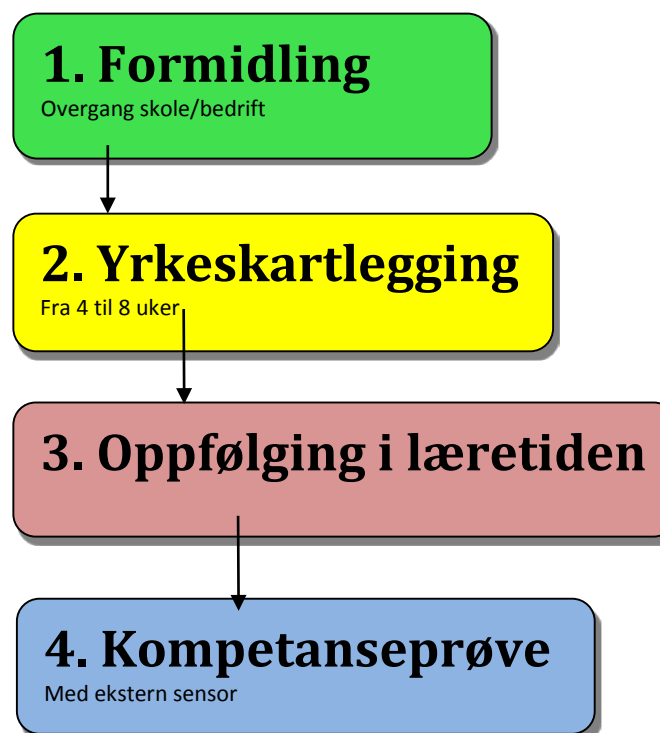 1. Formidling
Overgang skole/bedrift
2. Yrkeskartlegging
Fra 4 til 8 uker
3. Oppfølging i læretiden
4. Kompetanseprøve
Med ekstern sensor